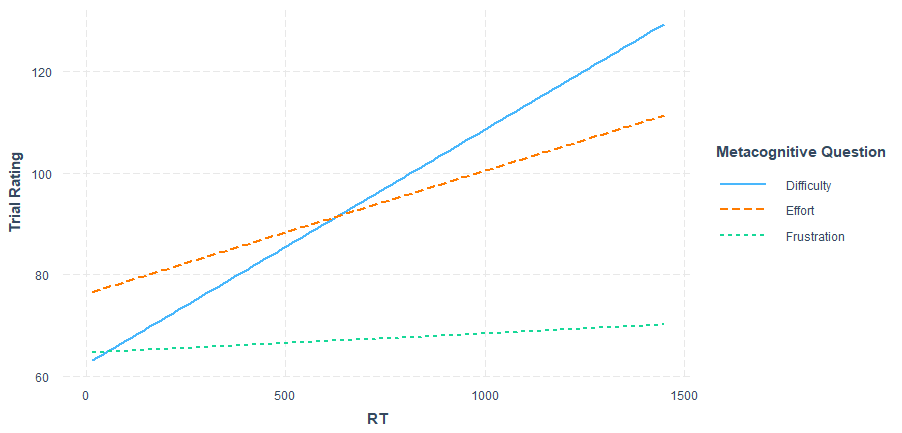 Trial Rating
120
100
80
60
0
500
1000
1500
RT
Metacognitive Question
Difficulty
Effort
Frustration